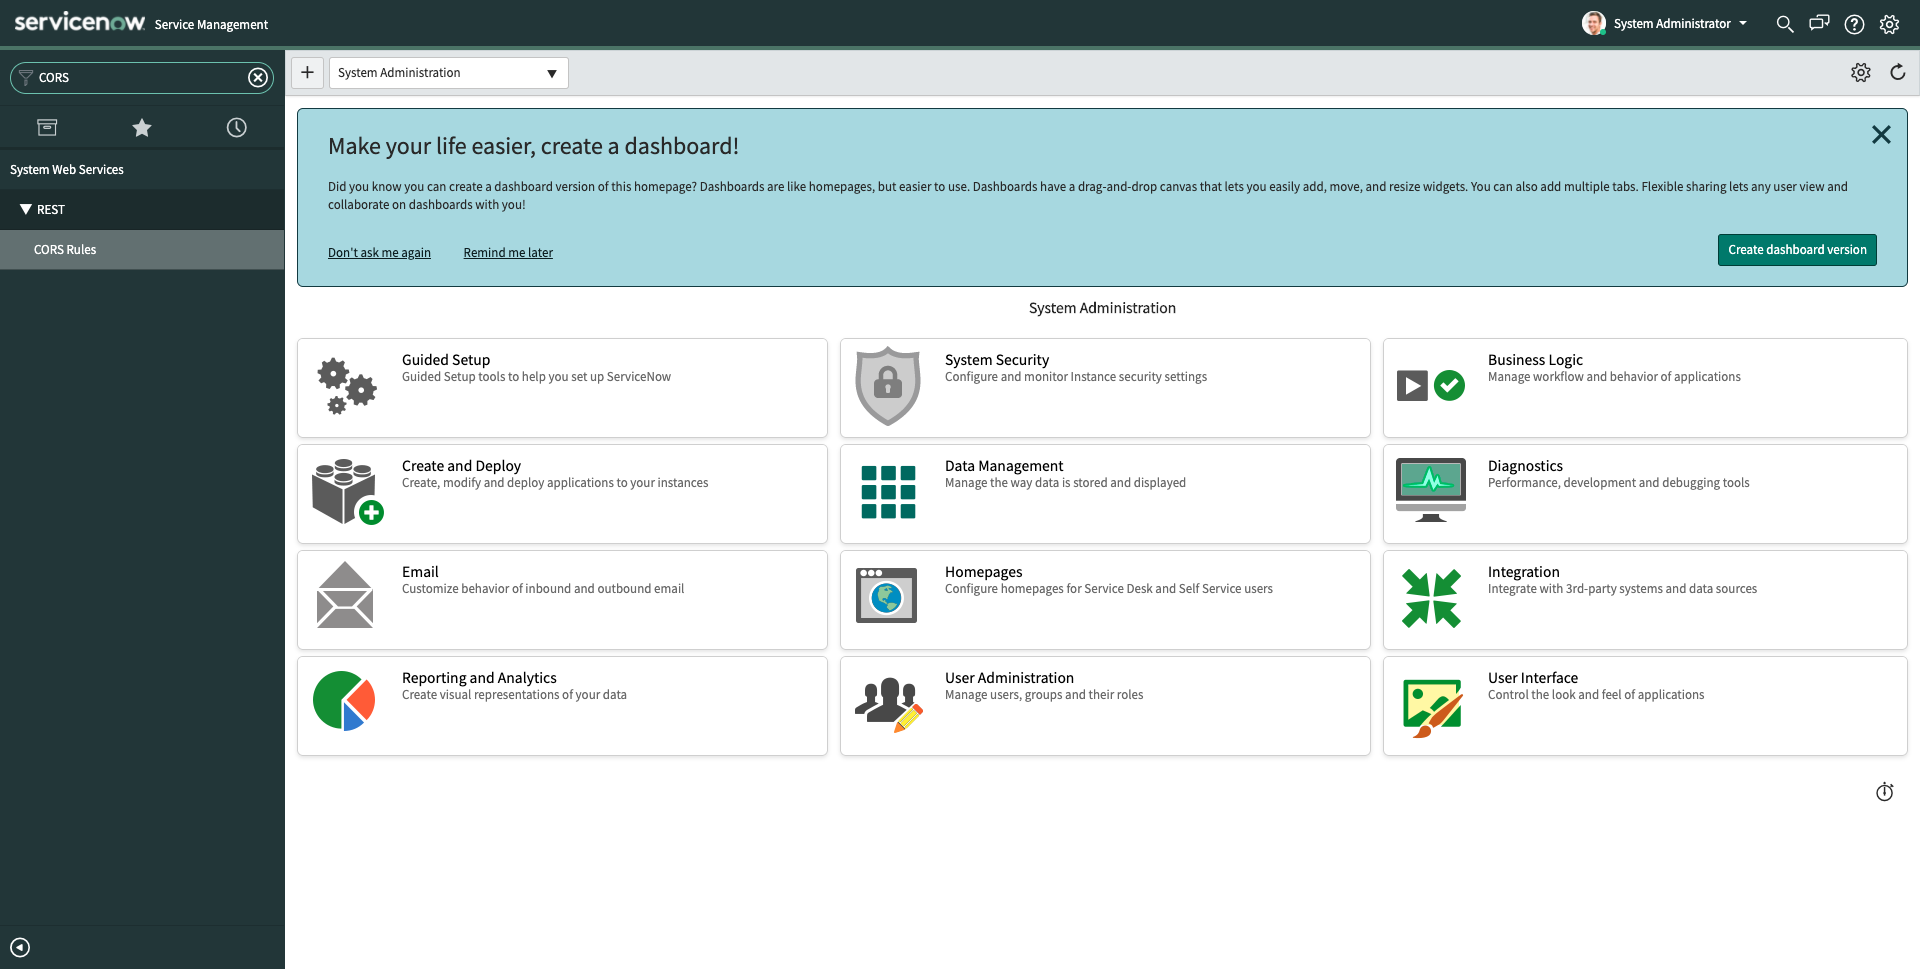 servicenow Service Management
System Administrator
CORS
System Administration
System Web Services
REST
CORS Rules
Make your life easier, create a dashboard!
Did you know you can create a dashboard version of this homepage? Dashboards are like homepages, but easier to use. Dashboards have a drag-and-drop canvas that lets you easily add, move, and resize widgets. You can also add multiple tabs. Flexible sharing lets any user view and
collaborate on dashboards with you!
Don't ask me again
Remind me later
Create dashboard version
System Administration
Guided Setup
Guided Setup tools to help you set up ServiceNow
System Security
Configure and monitor Instance security settings
Business Logic
Manage workflow and behavior of applications
Create and Deploy
Create, modify and deploy applications to your instances
Data Management
Manage the way data is stored and displayed
Diagnostics
Performance, development and debugging tools
Email
Customize behavior of inbound and outbound email
Homepages
Configure homepages for Service Desk and Self Service users
Integration
Integrate with 3rd-party systems and data sources
Reporting and Analytics
Create visual representations of your data
User Administration
Manage users, groups and their roles
User Interface
Control the look and feel of applications